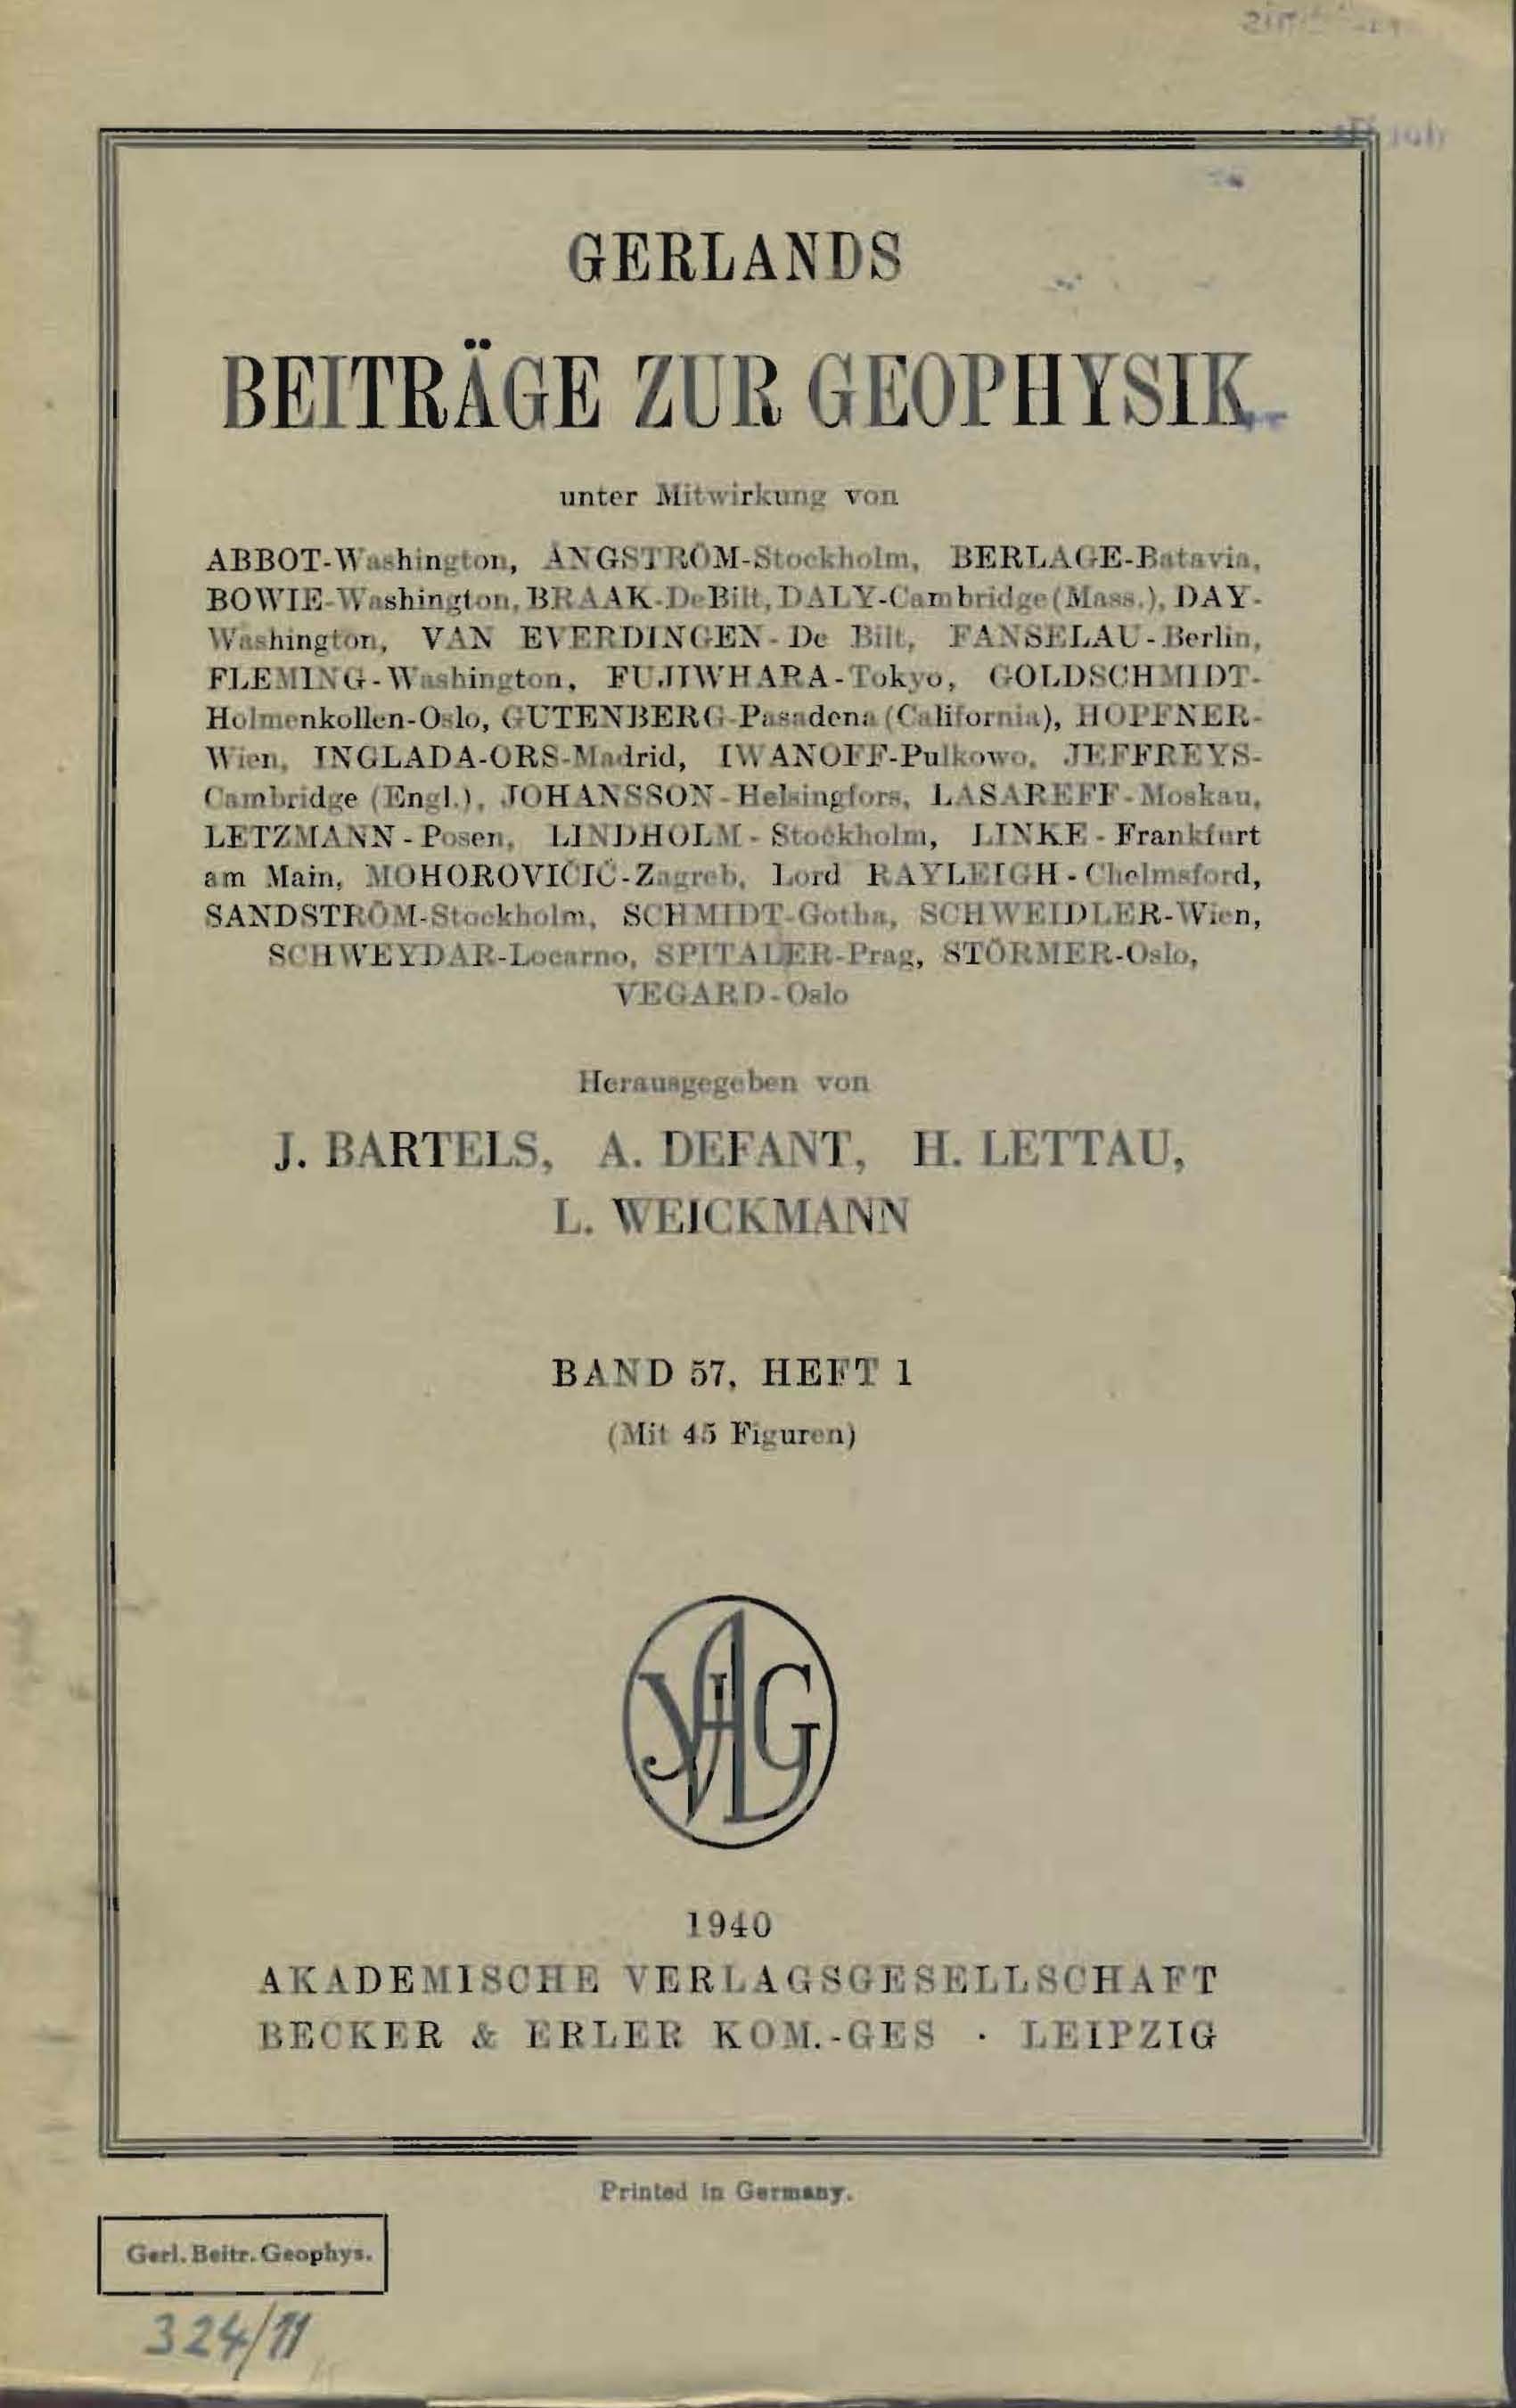 GERLANDS
BEITRÄGE ZUR GEOPHYSIK
unter Mitwirkung von
ABBOT-Washington, ÅNGSTRÖM-Stockholm, BERLAGE-Batavia,
BOWIE-Washington, BRAAK-De Bilt, DALY-Cambridge (Mass.), DAY-
Washington, VAN EVERDINGEN-De Bilt, FANSELAU-Berlin,
FLEMING-Washington, FUJIWHARA-Tokyo, GOLDSCHMIDT-
Holmenkollen-Oslo, GUTENBERG-Pasadena (California), HOPFNER-
Wien, INGLADA-ORS-Madrid, IWANOFF-Pulkowo, JEFFREYS-
Cambridge (Engl.), JOHANSSON-Helsingfors, LASAREFF-Moskau,
LETZMANN-Posen, LINDHOLM-Stockholm, LINKE-Frankfurt
am Main, MOHOROVIČIĆ-Zagreb, Lord RAYLEIGH-Chelmsford,
SANDSTRÖM-Stockholm, SCHMIDT-Gotha, SCHWEIDLER-Wien,
SCHWEYDAR-Locarno, SPITALER-Prag, STÖRMER-Oslo,
VEGARD-Oslo
Herausgegeben von
J. BARTELS, A. DEFANT, H. LETTAU,
L. WEICKMANN
BAND 57, HEFT 1
(Mit 45 Figuren)
1940
AKADEMISCHE VERLAGSGESELLSCHAFT
BECKER & ERLER KOM.-GES · LEIPZIG
Printed in Germany.
Gerl. Beitr. Geophys.
324/11